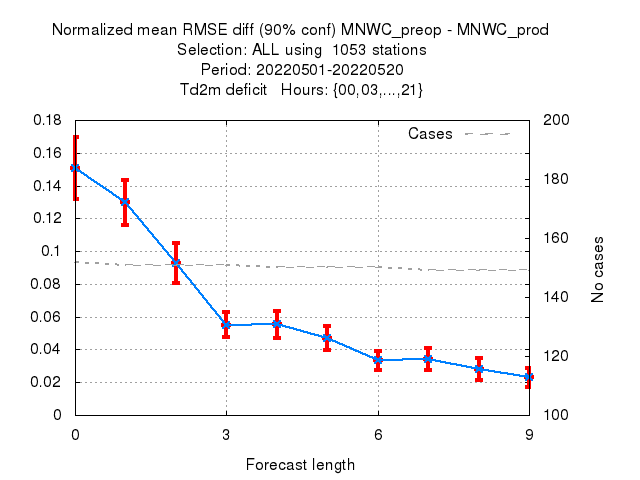 Normalized mean RMSE diff (90% conf) MNWC_preop - MNWC_prod
Selection: ALL using  1053 stations
Period: 20220501-20220520
Td2m deficit   Hours: {00,03,...,21}
Cases
0.18
0.16
0.14
0.12
0.1
0.08
0.06
0.04
0.02
0
200
180
160
140
120
100
No cases
0 3 6 9
Forecast length